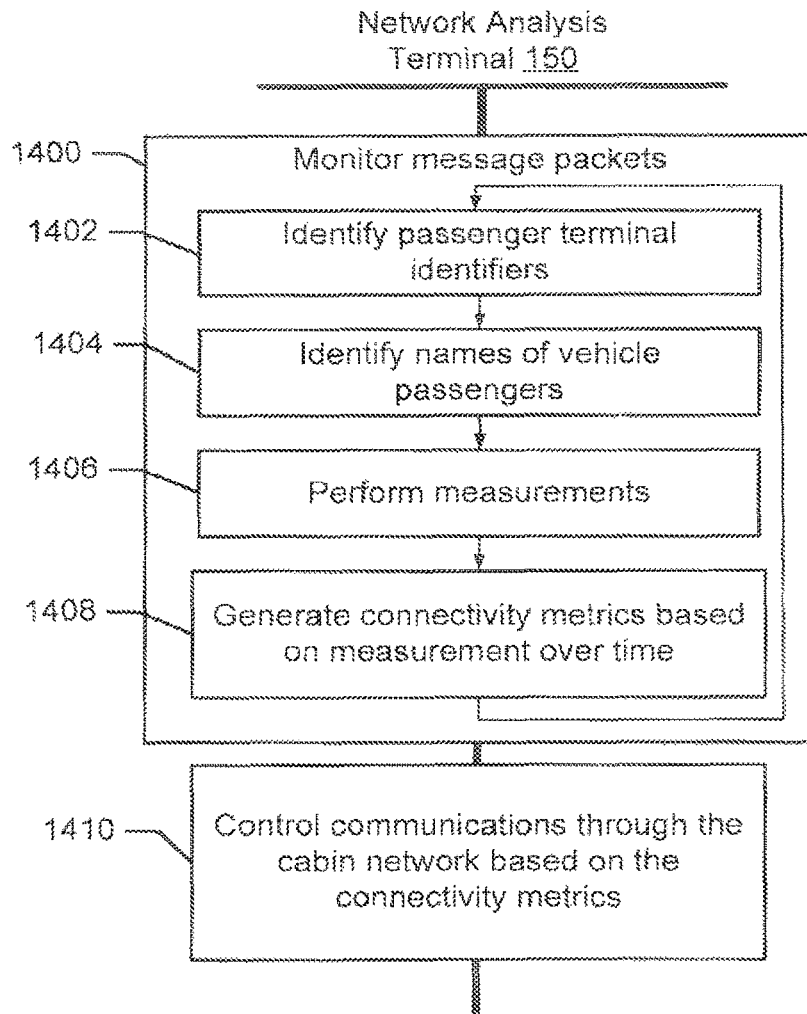 Network Analysis
Terminal 150
1400
Monitor message packets
1402
Identify passenger terminal
identifiers
1404
Identify names of vehicle
passengers
1406
Perform measurements
1408
Generate connectivity metrics based
on measurement over time
1410
Control communications through the
cabin network based on the
connectivity metrics